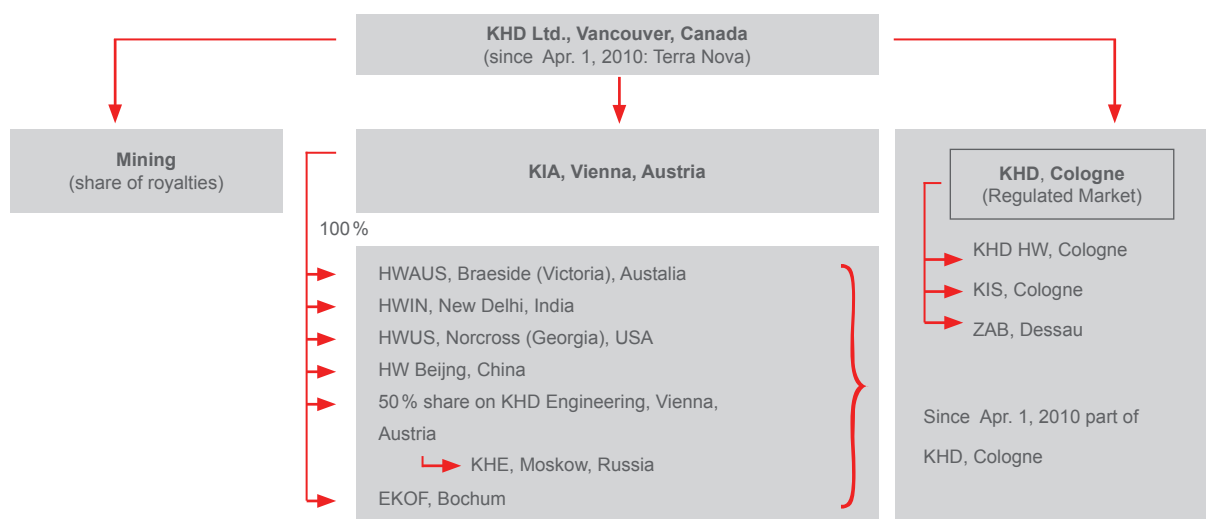 KHD Ltd., Vancouver, Canada
(since Apr. 1, 2010: Terra Nova)
Mining
(share of royalties)
KIA, Vienna, Austria
100 %
HWAUS, Braeside (Victoria), Austalia
HWIN, New Delhi, India
HWUS, Norcross (Georgia), USA
HW Beijng, China
50 % share on KHD Engineering, Vienna,
Austria
KHE, Moskow, Russia
EKOF, Bochum
KHD, Cologne
(Regulated Market)
KHD HW, Cologne
KIS, Cologne
ZAB, Dessau
Since Apr. 1, 2010 part of
KHD, Cologne